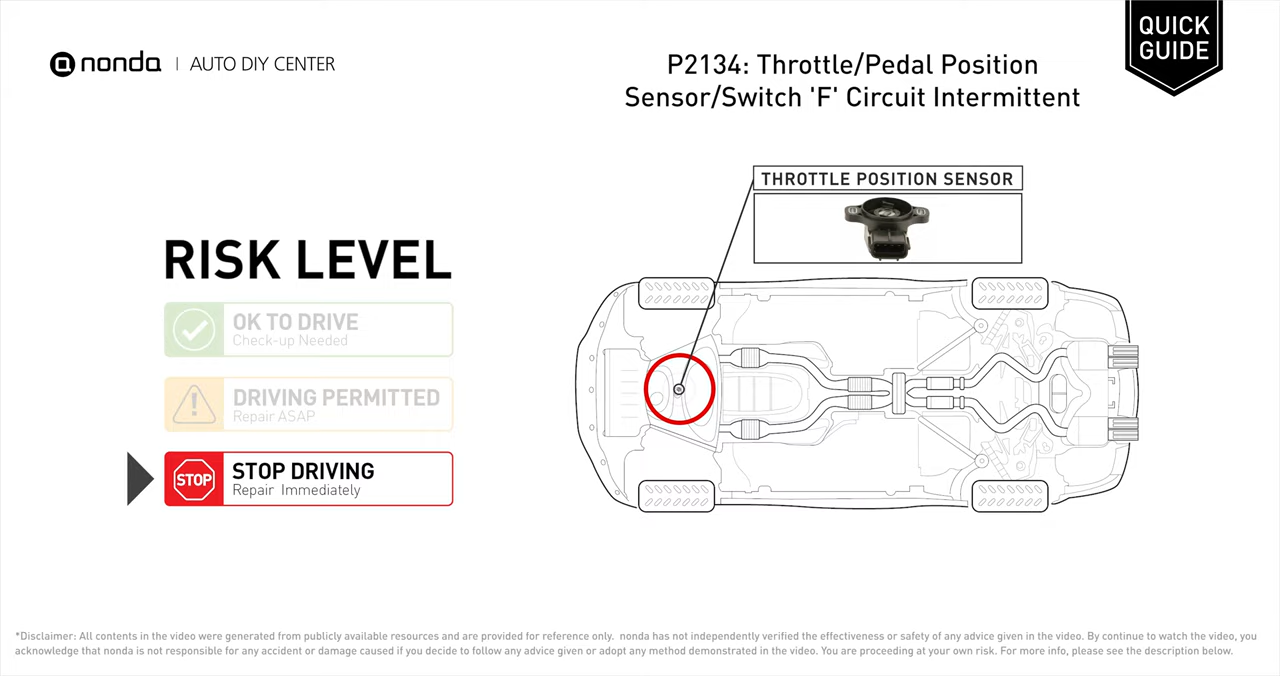 nonda | AUTO DIY CENTER
P2134: Throttle/Pedal Position
Sensor/Switch 'F' Circuit Intermittent
QUICK
GUIDE
THROTTLE POSITION SENSOR
RISK LEVEL
OK TO DRIVE
Check-up Needed
DRIVING PERMITTED
Repair ASAP
STOP
STOP DRIVING
Repair Immediately
*Disclaimer: All contents in the video were generated from publicly available resources and are provided for reference only. nonda has not independently verified the effectiveness or safety of any advice given in the video. By continue to watch the video, you
acknowledge that nonda is not responsible for any accident or damage caused if you decide to follow any advice given or adopt any method demonstrated in the video. You are proceeding at your own risk. For more info, please see the description below.